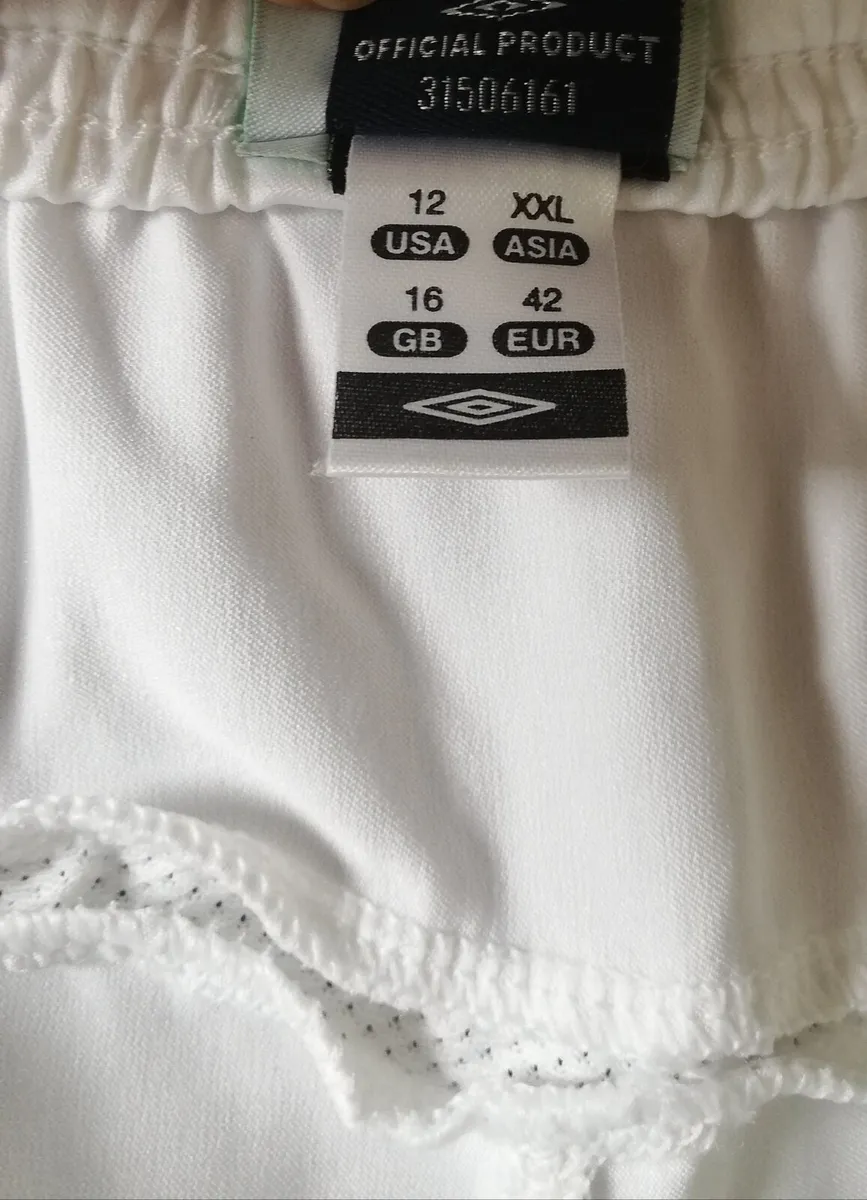 OFFICIAL PRODUCT
31506161
12 XXL
USA ASIA
16 42
GB EUR